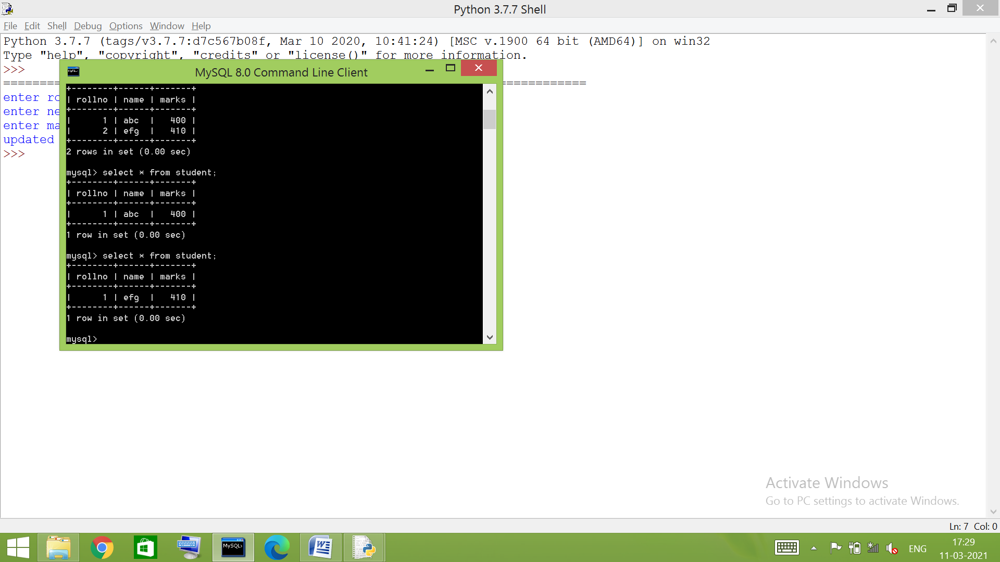 Python 3.7.7 Shell
File Edit Shell Debug Options Window Help
Python 3.7.7 (tags/v3.7.7:d7c567b08f, Mar 10 2020, 10:41:24) [MSC v.1900 64 bit (AMD64)] on win32
Type "help", "copyright", "credits" or "license()" for more information.
>>>
enter
enter
enter
updated
>>>
MySQL 8.0 Command Line Client
+--------+------+-------+
| rollno | name | marks |
+--------+------+-------+
|      1 | abc  |   400 |
|      2 | efg  |   410 |
+--------+------+-------+
2 rows in set (0.00 sec)
mysql> select * from student;
+--------+------+-------+
| rollno | name | marks |
+--------+------+-------+
|      1 | abc  |   400 |
+--------+------+-------+
1 row in set (0.00 sec)
mysql> select * from student;
+--------+------+-------+
| rollno | name | marks |
+--------+------+-------+
|      1 | efg  |   410 |
+--------+------+-------+
1 row in set (0.00 sec)
mysql>
Activate Windows
Go to PC settings to activate Windows.
Ln: 7 Col: 0
MySQL>
ENG
17:29
11-03-2021